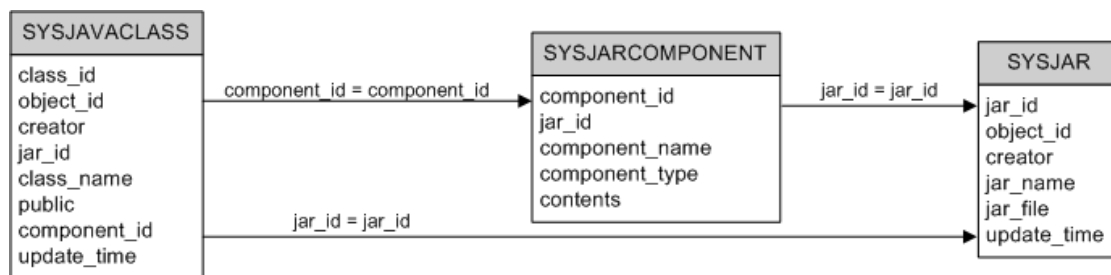 SYSJAVACLASS
class_id
object_id
creator
jar_id
class_name
public
component_id
update_time
component_id = component_id
jar_id = jar_id
SYSJARCOMPONENT
component_id
jar_id
component_name
component_type
contents
jar_id = jar_id
SYSJAR
jar_id
object_id
creator
jar_name
jar_file
update_time